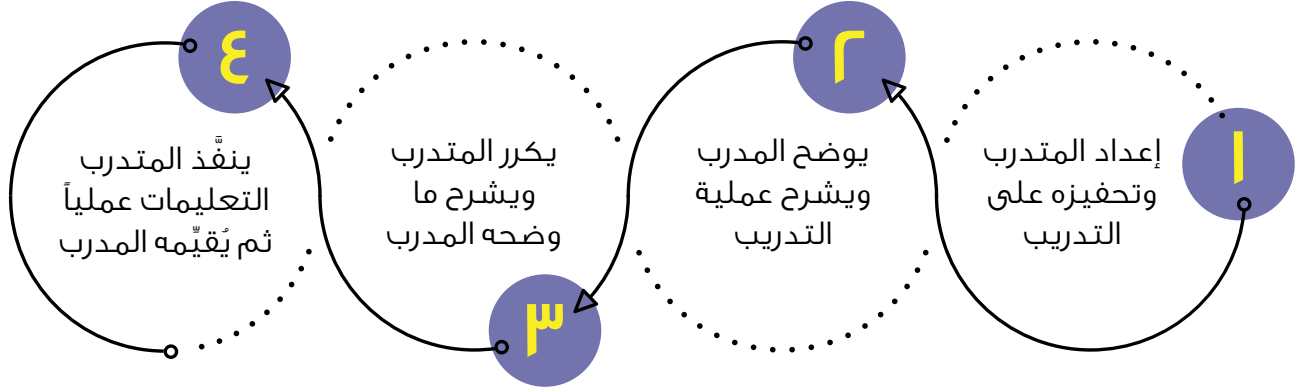 ١
إعداد المتدرب
وتحفيزه على
التدريب
٢
يوضح المدرب
ويشرح عملية
التدريب
٣
يكرر المتدرب
ويشرح ما
وضحه المدرب
٤
ينفَّذ المتدرب
التعليمات عملياً
ثم يُقيِّمه المدرب